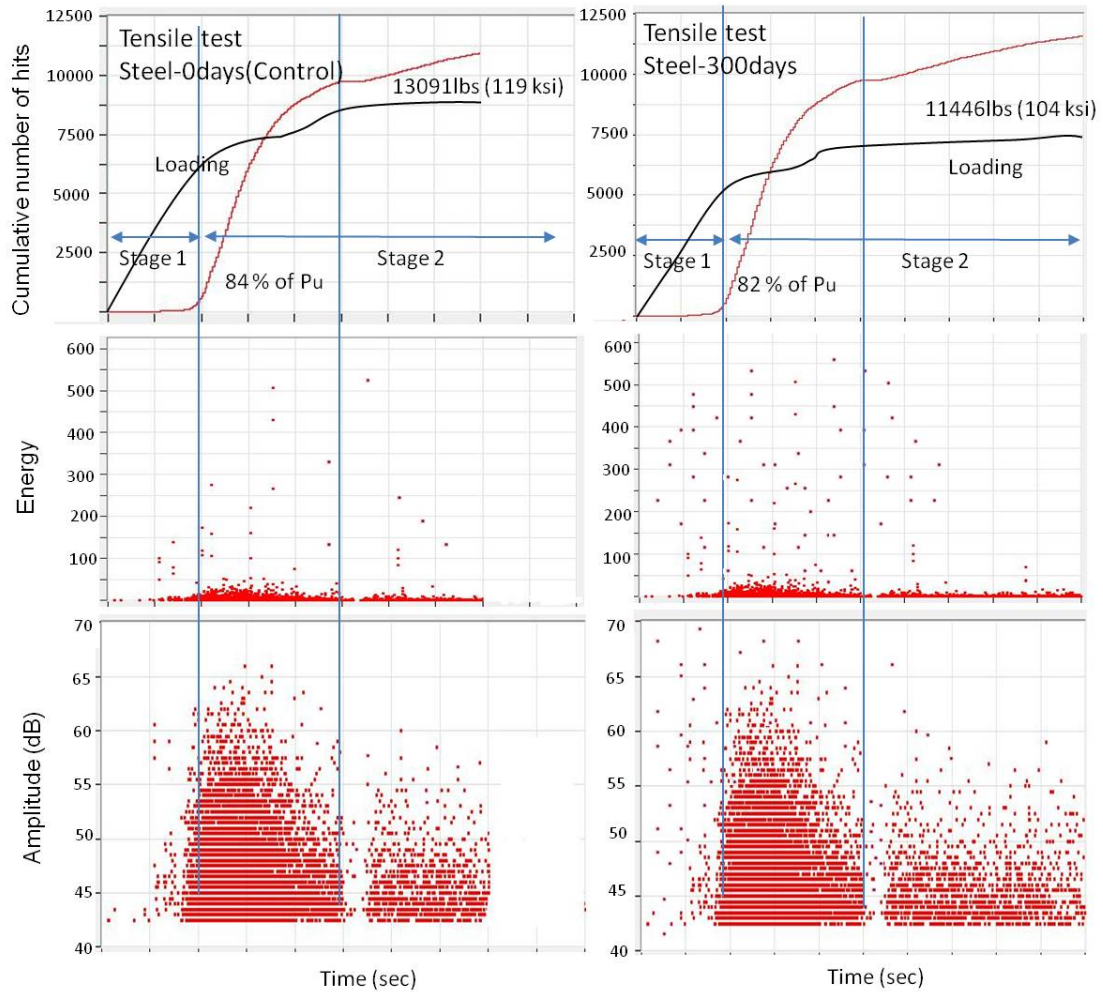 Cumulative number of hits
12500
10000
7500
5000
2500
Tensile test
Steel-0days(Control)
13091lbs (119 ksi)
Loading
Stage 1
Stage 2
84 % of Pu
12500
10000
7500
5000
2500
0
Tensile test
Steel-300days
11446lbs (104 ksi)
Loading
Stage 1
Stage 2
82 % of Pu
Energy
600
500
400
300
200
100
600
500
400
300
200
100
Amplitude (dB)
70
65
60
55
50
45
40
Time (sec)
70
65
60
55
50
45
40
Time (sec)